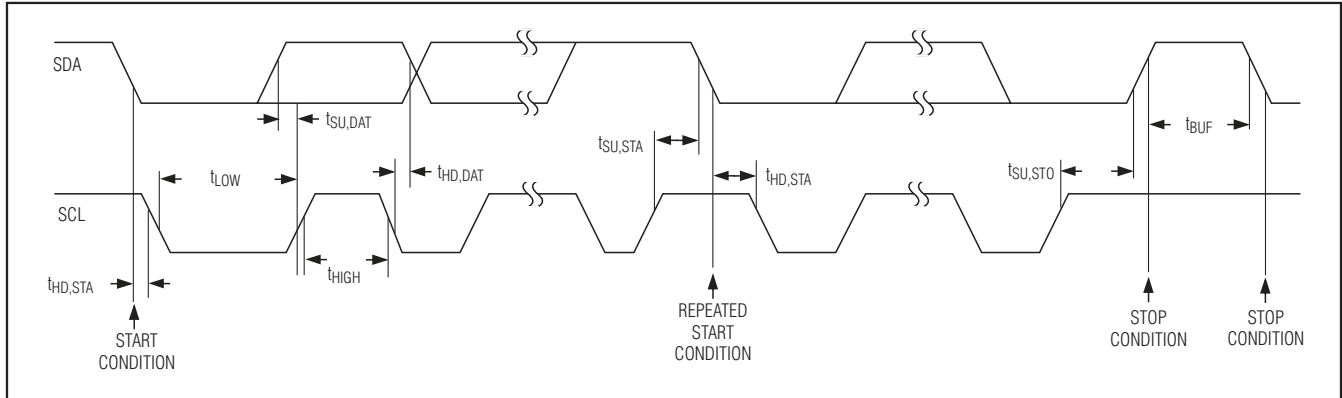 SDA
tSU,DAT
tSU,STA
tBUF
tLOW
tHD,DAT
tHD,STA
tSU,STO
SCL
tHD,STA
tHIGH
START
CONDITION
REPEATED
START
CONDITION
STOP
CONDITION
STOP
CONDITION